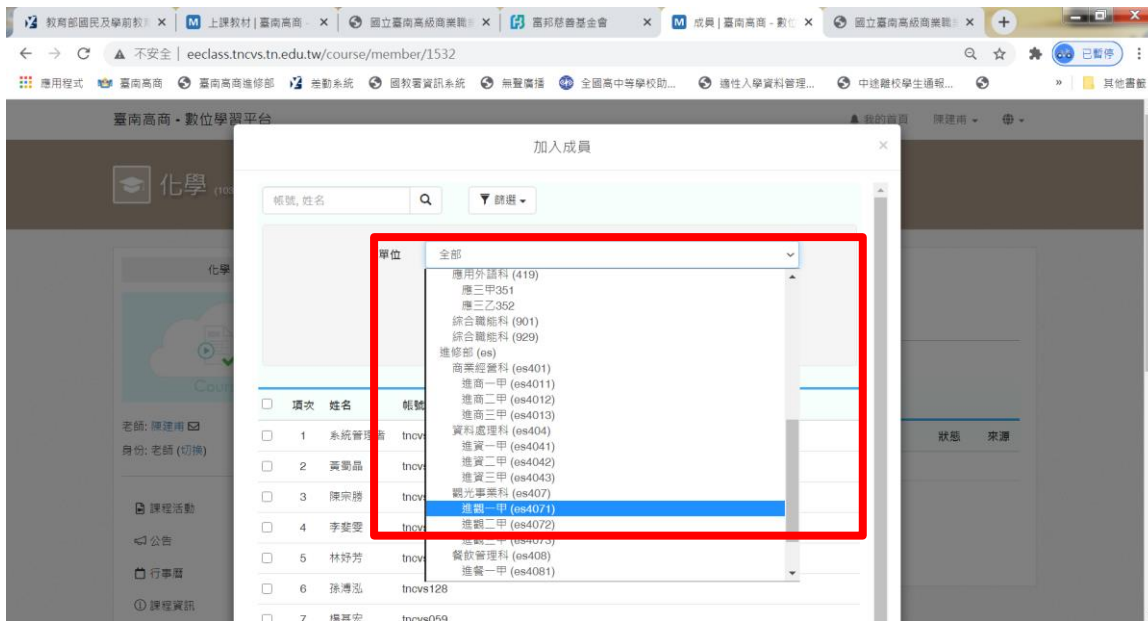 教育部國民及學前教 × 上課教材 | 臺南高商 - × 國立臺南高級商業職 × 富邦慈善基金會 × 成員 | 臺南高商 - 數位 × 國立臺南高級商業職 × +
不安全 | eeclass.tncvs.tn.edu.tw/course/member/1532 已暫停
應用程式 臺南高商 臺南高商進修部 差勤系統 國教署資訊系統 無聲廣播 全國高中等學校助... 適性入學資料管理... 中途離校學生通報... » 其他書籤
臺南高商・數位學習平台 我的首頁 陳建甫
加入成員 ×
化學 (109
帳號, 姓名 篩選
單位 全部
化學
應用外語科 (419)
應三甲351
應三乙352
綜合職能科 (901)
綜合職能科 (929)
進修部 (es)
商業經營科 (es401)
進商一甲 (es4011)
進商二甲 (es4012)
進商三甲 (es4013)
資料處理科 (es404)
進資一甲 (es4041)
進資二甲 (es4042)
進資三甲 (es4043)
觀光事業科 (es407)
進觀一甲 (es4071)
進觀二甲 (es4072)
進觀三甲 (es4073)
餐飲管理科 (es408)
進餐一甲 (es4081)
Cour
項次 姓名 帳號
老師: 陳建甫
身份: 老師 (切換)
狀態 來源
1 系統管理者 tncvs
2 黃蜀晶 tncvs
3 陳宗勝 tncvs
課程活動
4 李斐雯 tncvs
公告
5 林妤芳 tncvs
行事曆
6 孫溥泓 tncvs128
課程資訊
7 楊其宏 tncvs059